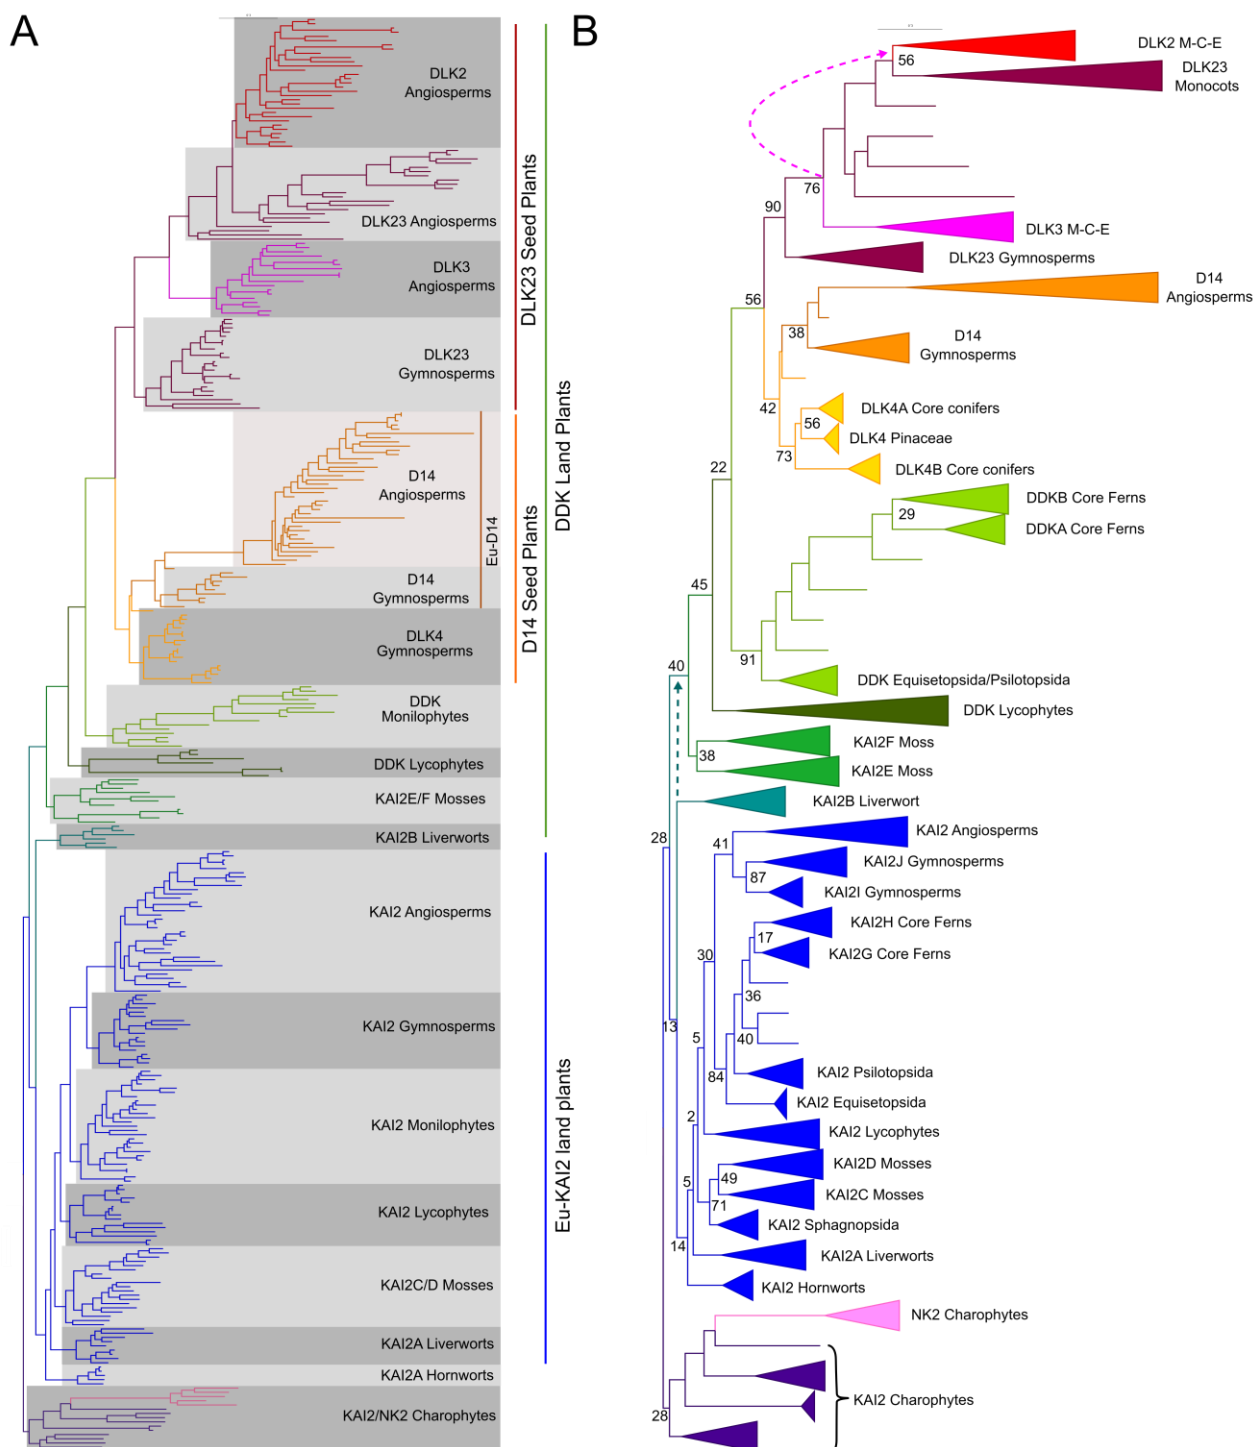 A
DLK2
Angiosperms
DLK23 Angiosperms
DLK3
Angiosperms
DLK23
Gymnosperms
D14
Angiosperms
D14
Gymnosperms
DLK4
Gymnosperms
DDK
Monilophytes
DDK Lycophytes
KAI2E/F Mosses
KAI2B Liverworts
KAI2 Angiosperms
KAI2 Gymnosperms
KAI2 Monilophytes
KAI2 Lycophytes
KAI2C/D Mosses
KAI2A Liverworts
KAI2A Hornworts
KAI2/NK2 Charophytes
Eu-D14
DLK23 Seed Plants
D14 Seed Plants
DDK Land Plants
Eu-KAI2 land plants
B
DLK2 M-C-E
56
DLK23
Monocots
76
90
DLK3 M-C-E
DLK23 Gymnosperms
D14
Angiosperms
56
38
D14
Gymnosperms
42
DLK4A Core conifers
56
DLK4 Pinaceae
73
DLK4B Core conifers
22
DDKB Core Ferns
29
DDKA Core Ferns
45
91
40
DDK Equisetopsida/Psilotopsida
DDK Lycophytes
KAI2F Moss
38
KAI2E Moss
KAI2B Liverwort
28
41
KAI2 Angiosperms
KAI2J Gymnosperms
87
KAI2I Gymnosperms
KAI2H Core Ferns
17
30
KAI2G Core Ferns
36
13
5
40
84
KAI2 Psilotopsida
KAI2 Equisetopsida
2
KAI2 Lycophytes
KAI2D Mosses
5
49
KAI2C Mosses
71
KAI2 Sphagnopsida
14
KAI2A Liverworts
KAI2 Hornworts
NK2 Charophytes
KAI2 Charophytes
28